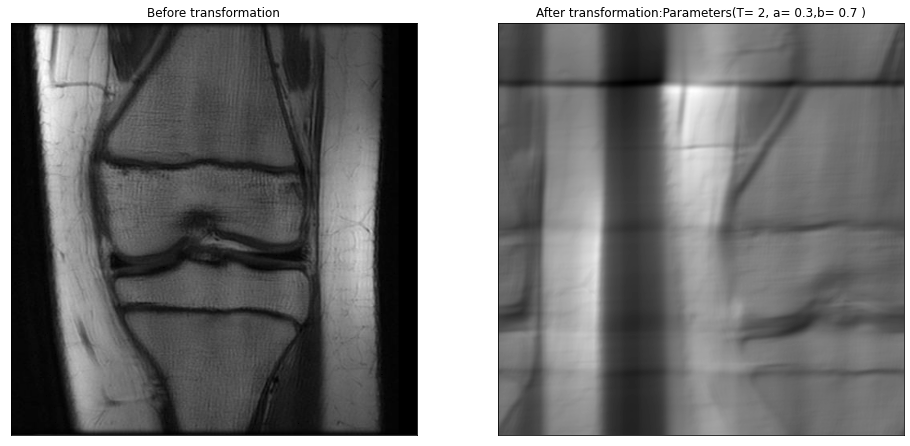 Before transformation
After transformation:Parameters(T= 2, a= 0.3,b= 0.7 )